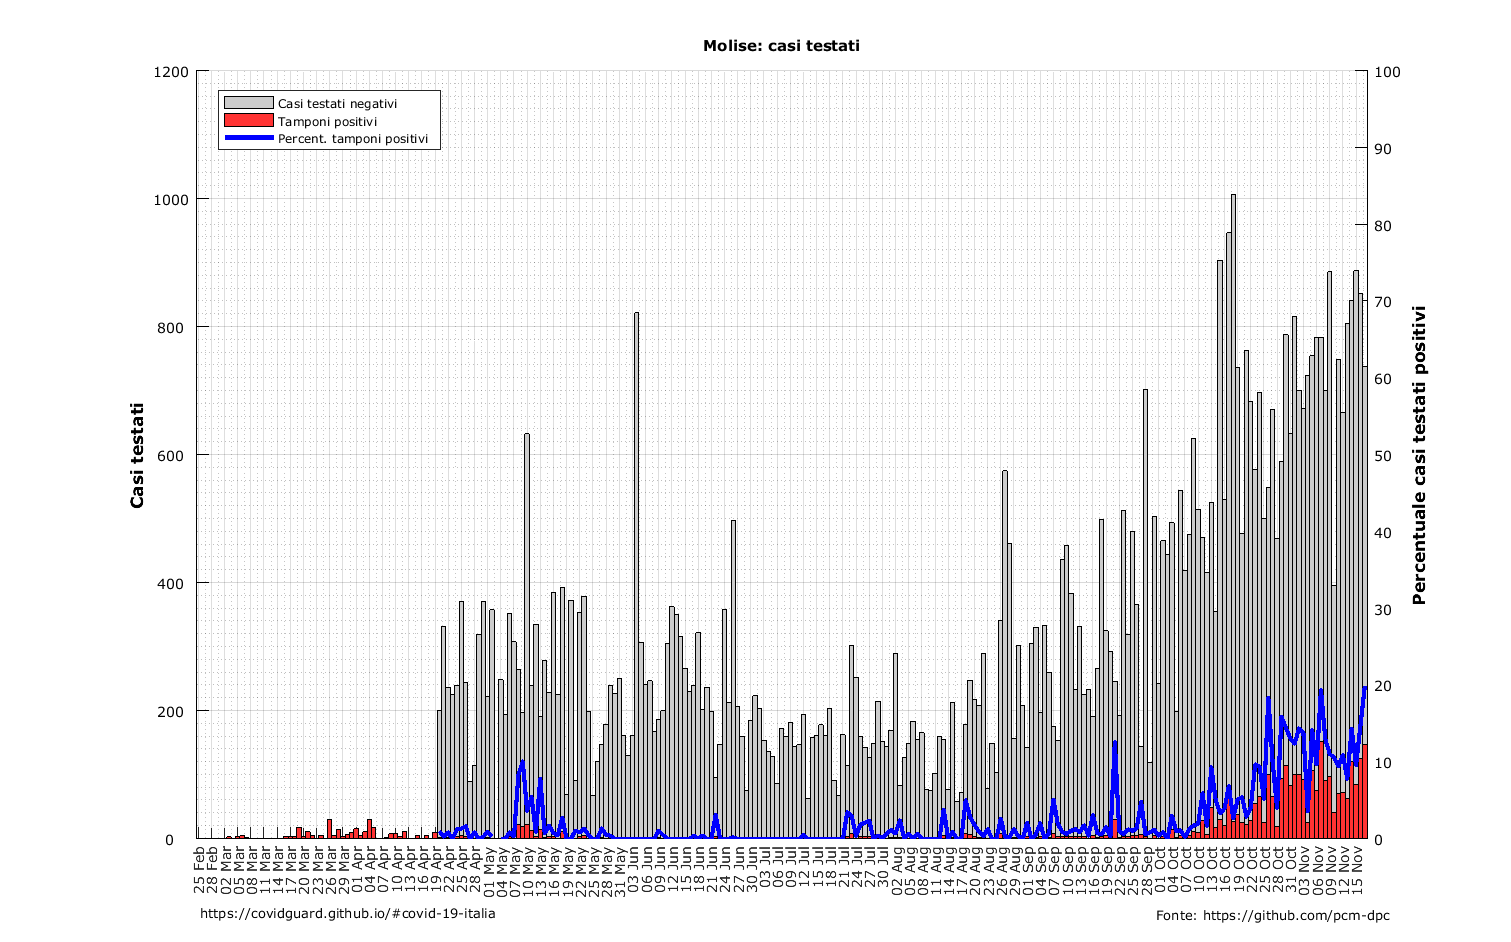 Molise: casi testati
1200
1000
800
600
400
200
0
100
90
80
70
60
50
40
30
20
10
0
Casi testati negativi
Tamponi positivi
Percent. tamponi positivi
Casi testati
Percentuale casi testati positivi
25 Feb
28 Feb
02 Mar
05 Mar
08 Mar
11 Mar
14 Mar
17 Mar
20 Mar
23 Mar
26 Mar
29 Mar
01 Apr
04 Apr
07 Apr
10 Apr
13 Apr
16 Apr
19 Apr
22 Apr
25 Apr
28 Apr
01 May
04 May
07 May
10 May
13 May
16 May
19 May
22 May
25 May
28 May
31 May
03 Jun
06 Jun
09 Jun
12 Jun
15 Jun
18 Jun
21 Jun
24 Jun
27 Jun
30 Jun
03 Jul
06 Jul
09 Jul
12 Jul
15 Jul
18 Jul
21 Jul
24 Jul
27 Jul
30 Jul
02 Aug
05 Aug
08 Aug
11 Aug
14 Aug
17 Aug
20 Aug
23 Aug
26 Aug
29 Aug
01 Sep
04 Sep
07 Sep
10 Sep
13 Sep
16 Sep
19 Sep
22 Sep
25 Sep
28 Sep
01 Oct
04 Oct
07 Oct
10 Oct
13 Oct
16 Oct
19 Oct
22 Oct
25 Oct
28 Oct
31 Oct
03 Nov
06 Nov
09 Nov
12 Nov
15 Nov
https://covidguard.github.io/#covid-19-italia
Fonte: https://github.com/pcm-dpc